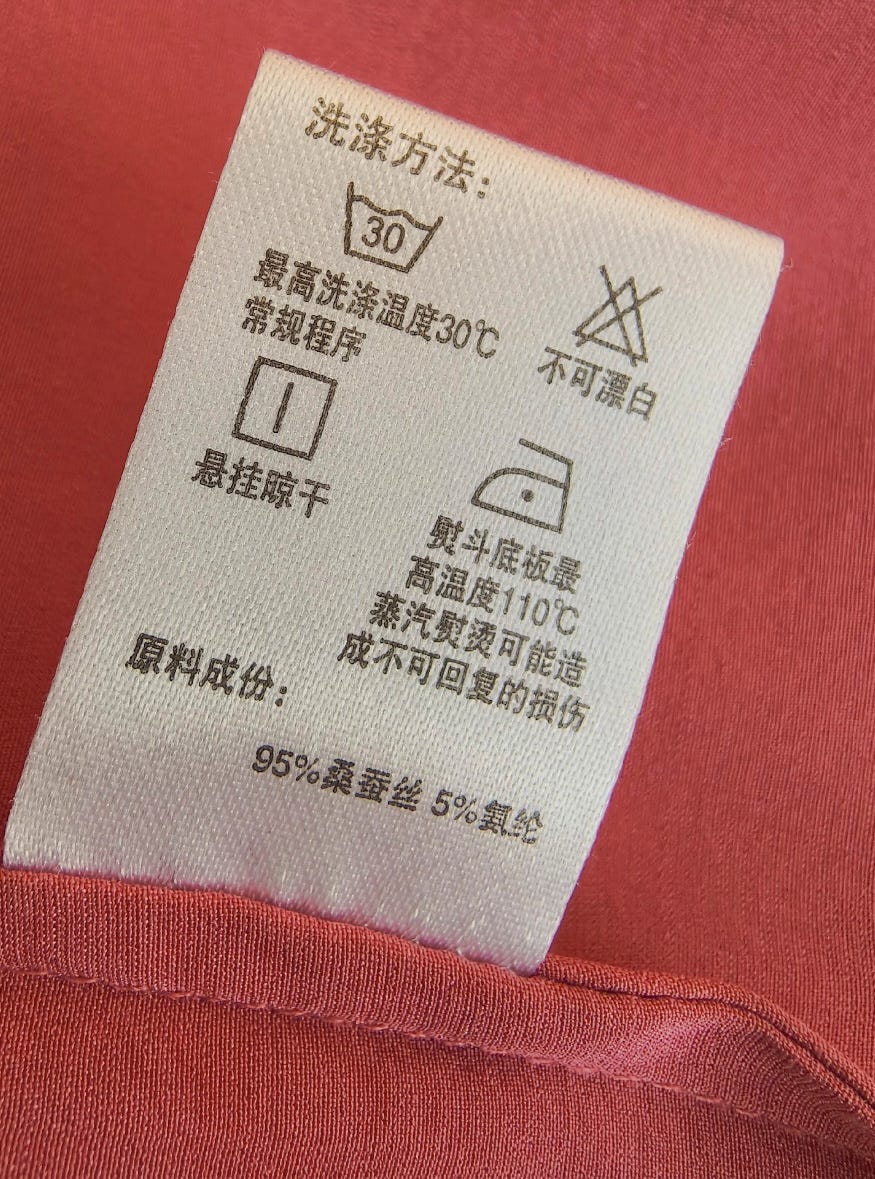 洗涤方法:
30
最高洗涤温度30℃
常规程序
不可漂白
悬挂晾干
熨斗底板最
高温度110℃
蒸汽熨烫可能造
成不可回复的损伤
原料成份:
95%桑蚕丝 5%氨纶